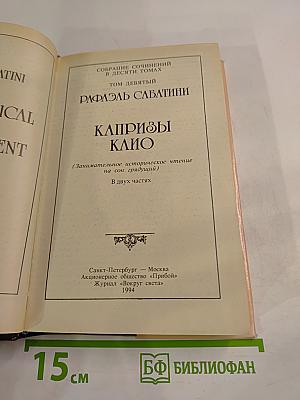 TINI
ICAL
ENT
СОБРАНИЕ СОЧИНЕНИЙ
В ДЕСЯТИ ТОМАХ
ТОМ ДЕВЯТЫЙ
РАФАЭЛЬ САБАТИНИ
КАПРИЗЫ
КЛИО
(Занимательное историческое чтение
на сон грядущий)
В двух частях
Санкт-Петербург — Москва
Акционерное общество «Прибой»
Журнал «Вокруг света»
1994
15 см
БФ БИБЛИОФАН